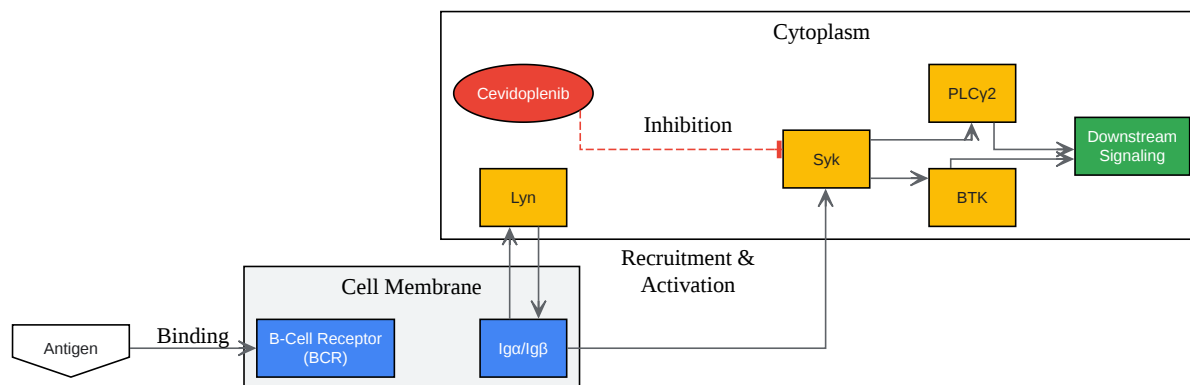 Cytoplasm
Cevidoplenib
PLCγ2
Inhibition
Downstream
Signaling
Syk
Lyn
BTK
Recruitment &
Activation
Cell Membrane
Binding
B-Cell Receptor
(BCR)
Antigen
Igα/Igβ